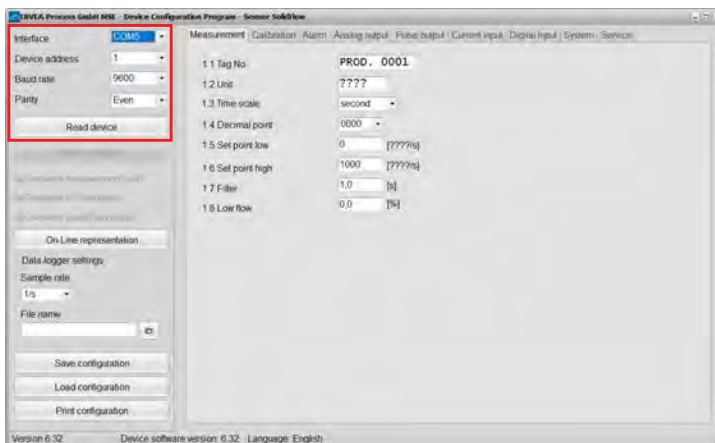 ENVEA Process GmbH MSE - Device Configuration Program - Sensor Solidflow
Interface COM5
Device address 1
Baud rate 9600
Parity Even
Read device
On-Line representation
Data logger settings
Sample rate
1/s
File name
Save configuration
Load configuration
Print configuration
Measurement Calibration Alarm Analog output Pulse output Current input Digital input System Service
1.1 Tag No. PROD. 0001
1.2 Unit ????
1.3 Time scale second
1.4 Decimal point 0000
1.5 Set point low 0 [????/s]
1.6 Set point high 1000 [????/s]
1.7 Filter 1,0 [s]
1.8 Low flow 0,0 [%]
Version 6.32 Device software version: 6.32 Language: English